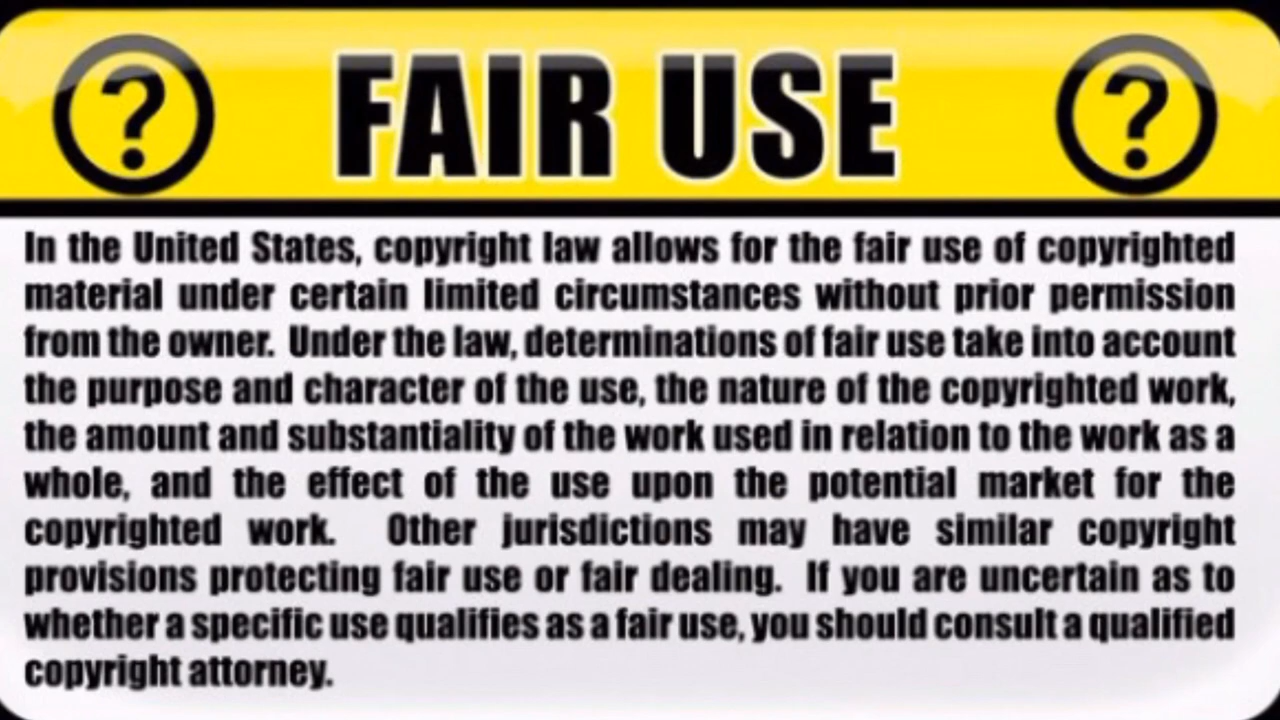 ? FAIR USE ?
In the United States, copyright law allows for the fair use of copyrighted
material under certain limited circumstances without prior permission
from the owner. Under the law, determinations of fair use take into account
the purpose and character of the use, the nature of the copyrighted work,
the amount and substantiality of the work used in relation to the work as a
whole, and the effect of the use upon the potential market for the
copyrighted work. Other jurisdictions may have similar copyright
provisions protecting fair use or fair dealing. If you are uncertain as to
whether a specific use qualifies as a fair use, you should consult a qualified
copyright attorney.